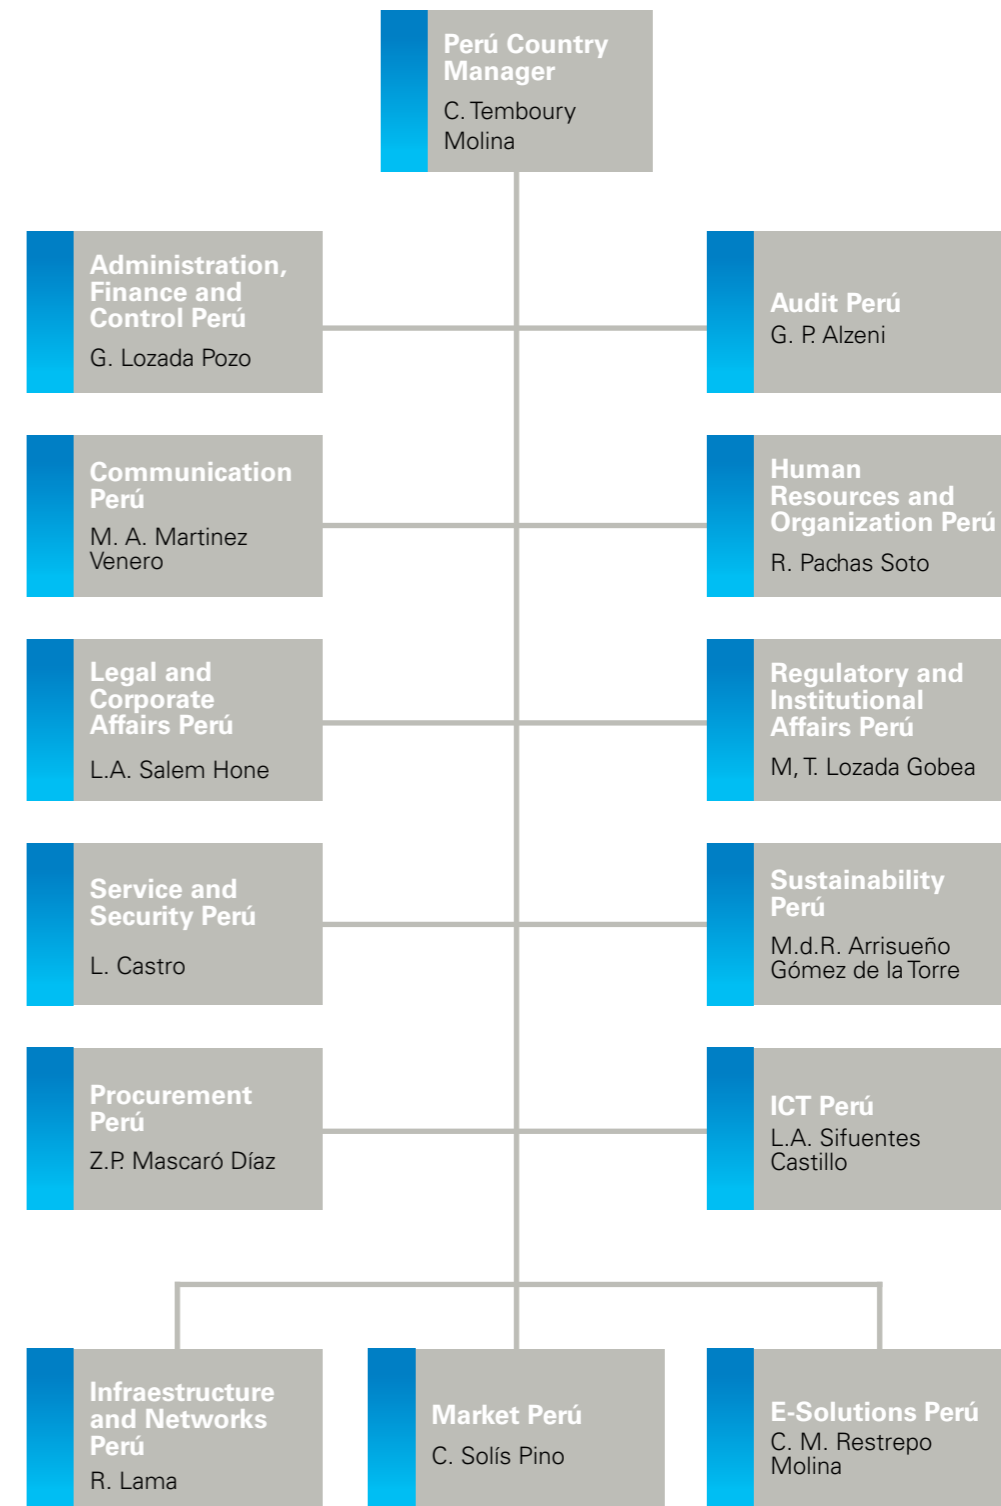 Perú Country
Manager
C. Temboury
Molina
Administration,
Finance and
Control Perú
G. Lozada Pozo
Audit Perú
G. P. Alzeni
Communication
Perú
M. A. Martinez
Venero
Human
Resources and
Organization Perú
R. Pachas Soto
Legal and
Corporate
Affairs Perú
L.A. Salem Hone
Regulatory and
Institutional
Affairs Perú
M, T. Lozada Gobea
Service and
Security Perú
L. Castro
Sustainability
Perú
M.d.R. Arrisueño
Gómez de la Torre
Procurement
Perú
Z.P. Mascaró Díaz
ICT Perú
L.A. Sifuentes
Castillo
Infraestructure
and Networks
Perú
R. Lama
Market Perú
C. Solís Pino
E-Solutions Perú
C. M. Restrepo
Molina